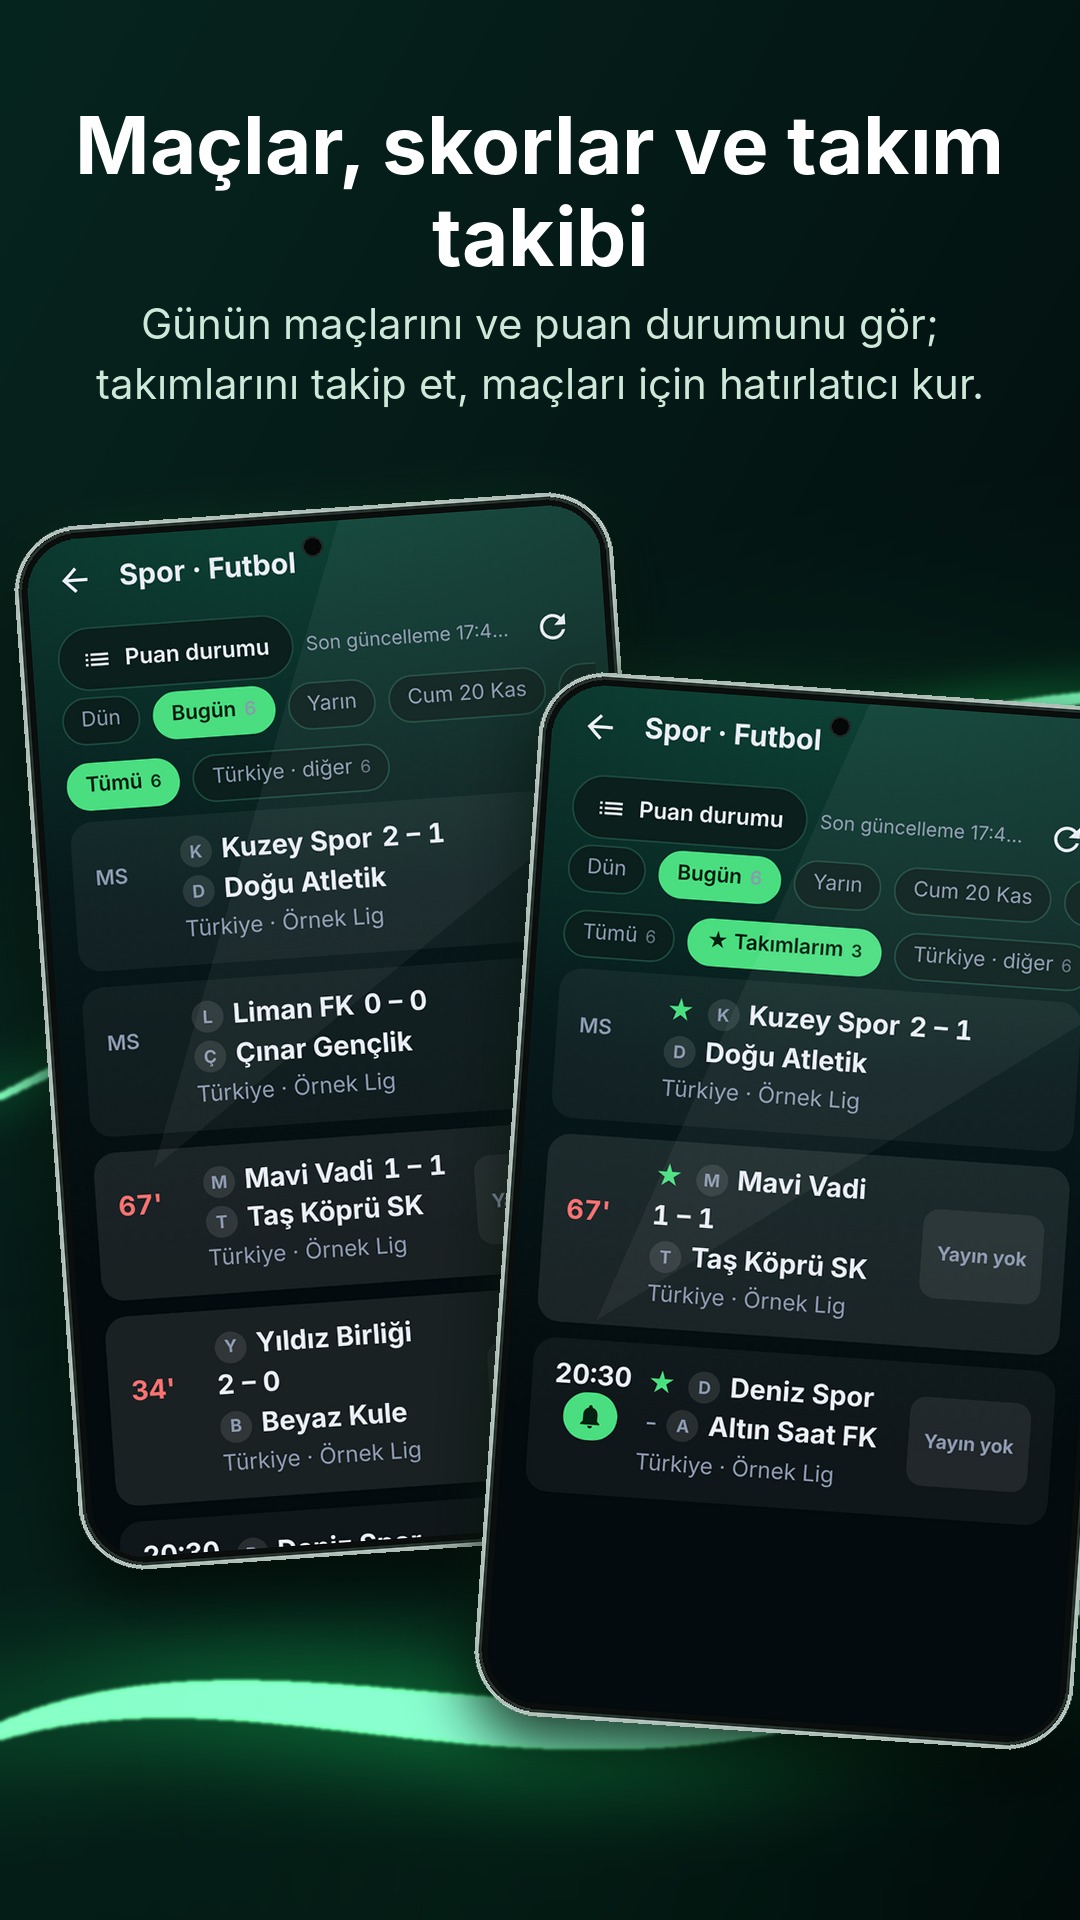 Maçlar, skorlar ve takım
takibi
Günün maçlarını ve puan durumunu gör;
takımlarını takip et, maçları için hatırlatıcı kur.
Spor · Futbol
Puan durumu
Son güncelleme 17:4...
Dün
Bugün 6
Yarın
Cum 20 Kas
Tümü 6
Türkiye · diğer 6
MS
K Kuzey Spor 2 – 1
D Doğu Atletik
Türkiye · Örnek Lig
MS
L Liman FK 0 – 0
Ç Çınar Gençlik
Türkiye · Örnek Lig
67'
M Mavi Vadi 1 – 1
T Taş Köprü SK
Türkiye · Örnek Lig
34'
Y Yıldız Birliği
2 – 0
B Beyaz Kule
Türkiye · Örnek Lig
20:30
Deniz Spor
Spor · Futbol
Puan durumu
Son güncelleme 17:4...
Dün
Bugün 6
Yarın
Cum 20 Kas
Tümü 6
★ Takımlarım 3
Türkiye · diğer 6
MS
★ K Kuzey Spor 2 – 1
D Doğu Atletik
Türkiye · Örnek Lig
67'
★ M Mavi Vadi
1 – 1
T Taş Köprü SK
Türkiye · Örnek Lig
Yayın yok
20:30
★ D Deniz Spor
– A Altın Saat FK
Türkiye · Örnek Lig
Yayın yok